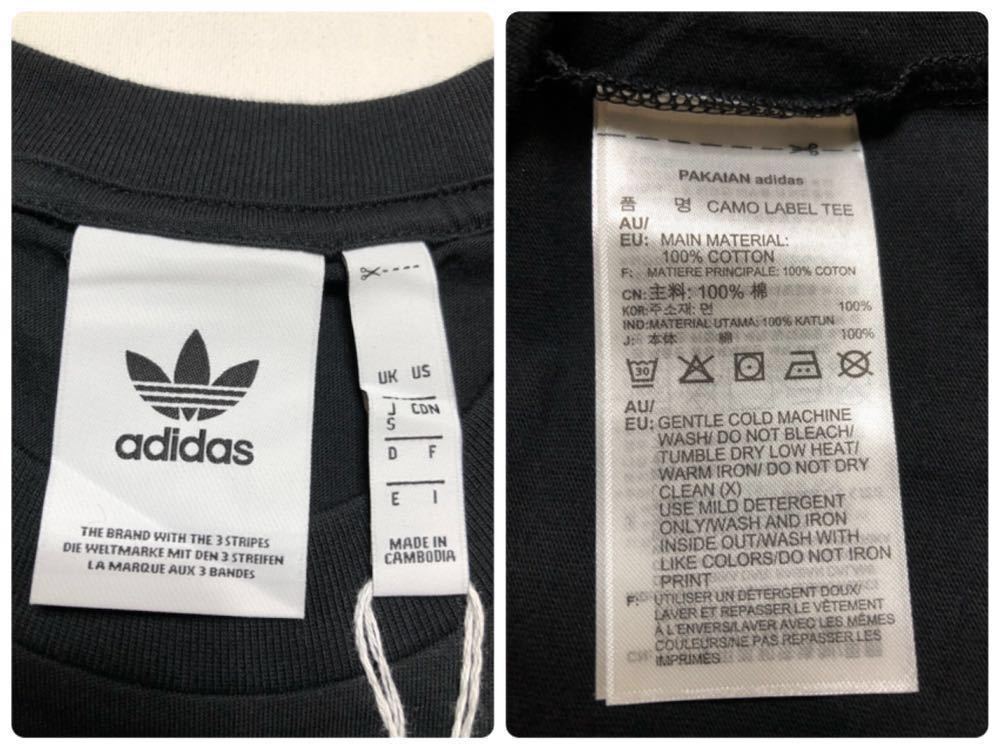 adidas
THE BRAND WITH THE 3 STRIPES
DIE WELTMARKE MIT DEN 3 STREIFEN
LA MARQUE AUX 3 BANDES
UK US
J CDN
S
D F
E I
MADE IN
CAMBODIA
PAKAIAN adidas
품 명 CAMO LABEL TEE
AU/
EU: MAIN MATERIAL:
100% COTTON
F: MATIERE PRINCIPALE: 100% COTON
CN: 主料: 100% 棉
KOR: 주소재: 면 100%
IND: MATERIAL UTAMA: 100% KATUN
J: 本体 綿 100%
30
AU/
EU: GENTLE COLD MACHINE
WASH/ DO NOT BLEACH/
TUMBLE DRY LOW HEAT/
WARM IRON/ DO NOT DRY
CLEAN (X)
USE MILD DETERGENT
ONLY/WASH AND IRON
INSIDE OUT/WASH WITH
LIKE COLORS/DO NOT IRON
PRINT
F: UTILISER UN DÉTERGENT DOUX/
LAVER ET REPASSER LE VÊTEMENT
À L'ENVERS/LAVER AVEC LES MÊMES
COULEURS/NE PAS REPASSER LES
IMPRIMÉS